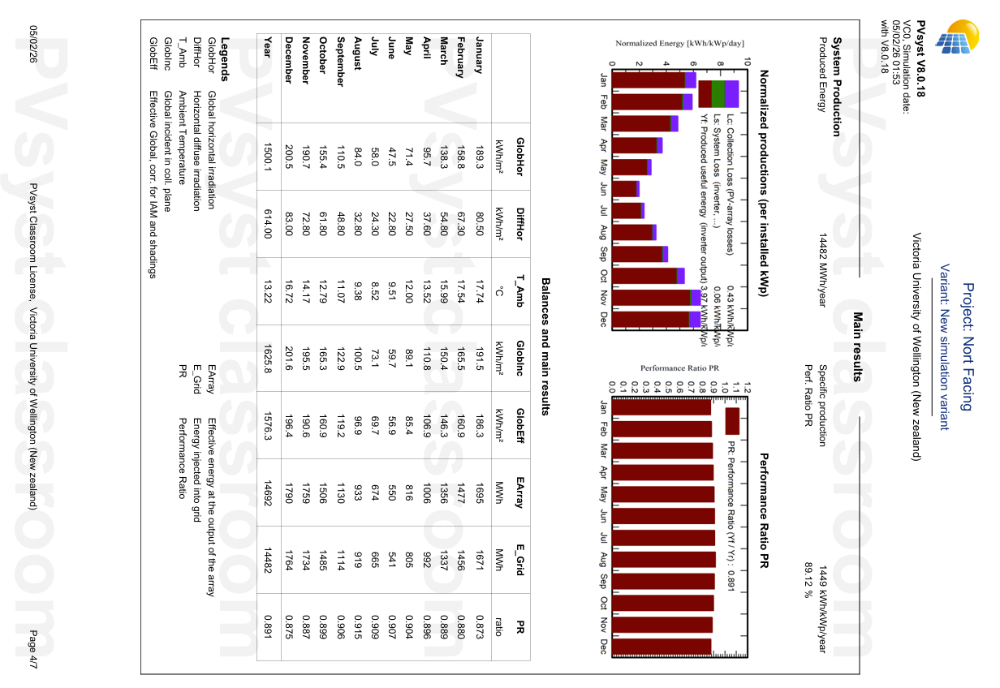 PVsyst V8.0.18
VC0, Simulation date:
05/02/26 01:53
with V8.0.18
Project: Nort Facing
Variant: New simulation variant
Victoria University of Wellington (New zealand)
Main results
System Production
Produced Energy 14482 MWh/year Specific production 1449 kWh/kWp/year
Perf. Ratio PR 89.12 %
Normalized productions (per installed kWp)
Lc: Collection Loss (PV-array losses) 0.43 kWh/kWp/
Ls: System Loss (inverter, ...) 0.06 kWh/kWp/
Yf: Produced useful energy (inverter output) 3.97 kWh/kWp/
Normalized Energy [kWh/kWp/day]
10
8
6
4
2
0
Jan Feb Mar Apr May Jun Jul Aug Sep Oct Nov Dec
Performance Ratio PR
PR: Performance Ratio (Yf / Yr) : 0.891
Performance Ratio PR
1.2
1.1
1.0
0.9
0.8
0.7
0.6
0.5
0.4
0.3
0.2
0.1
0.0
Jan Feb Mar Apr May Jun Jul Aug Sep Oct Nov Dec
Balances and main results
GlobHor DiffHor T_Amb GlobInc GlobEff EArray E_Grid PR
kWh/m² kWh/m² °C kWh/m² kWh/m² MWh MWh ratio
January 189.3 80.50 17.74 191.5 186.3 1695 1671 0.873
February 158.8 67.30 17.54 165.5 160.9 1477 1456 0.880
March 138.3 54.80 15.99 150.4 146.3 1356 1337 0.889
April 95.7 37.60 13.52 110.8 106.9 1006 992 0.896
May 71.4 27.50 12.00 89.1 85.4 816 805 0.904
June 47.5 22.80 9.51 59.7 56.9 550 541 0.907
July 58.0 24.30 8.52 73.1 69.7 674 665 0.909
August 84.0 32.80 9.38 100.5 96.9 933 919 0.915
September 110.5 48.80 11.07 122.9 119.2 1130 1114 0.906
October 155.4 61.80 12.79 165.3 160.9 1506 1485 0.899
November 190.7 72.80 14.17 195.5 190.6 1759 1734 0.887
December 200.5 83.00 16.72 201.6 196.4 1790 1764 0.875
Year 1500.1 614.00 13.22 1625.8 1576.3 14692 14482 0.891
Legends
GlobHor Global horizontal irradiation EArray Effective energy at the output of the array
DiffHor Horizontal diffuse irradiation E_Grid Energy injected into grid
T_Amb Ambient Temperature PR Performance Ratio
GlobInc Global incident in coll. plane
GlobEff Effective Global, corr. for IAM and shadings
05/02/26 PVsyst Classroom License, Victoria University of Wellington (New zealand) Page 4/7
PVsyst classroom
PVsyst classroom
PVsyst classroom
PVsyst classroom